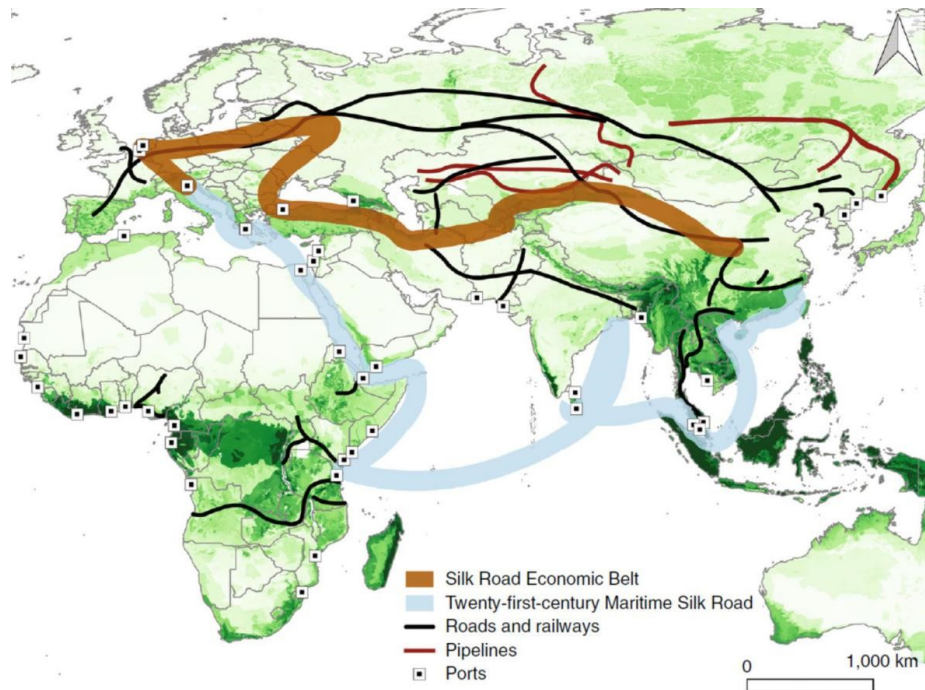 Silk Road Economic Belt
Twenty-first-century Maritime Silk Road
Roads and railways
Pipelines
Ports
0 1,000 km